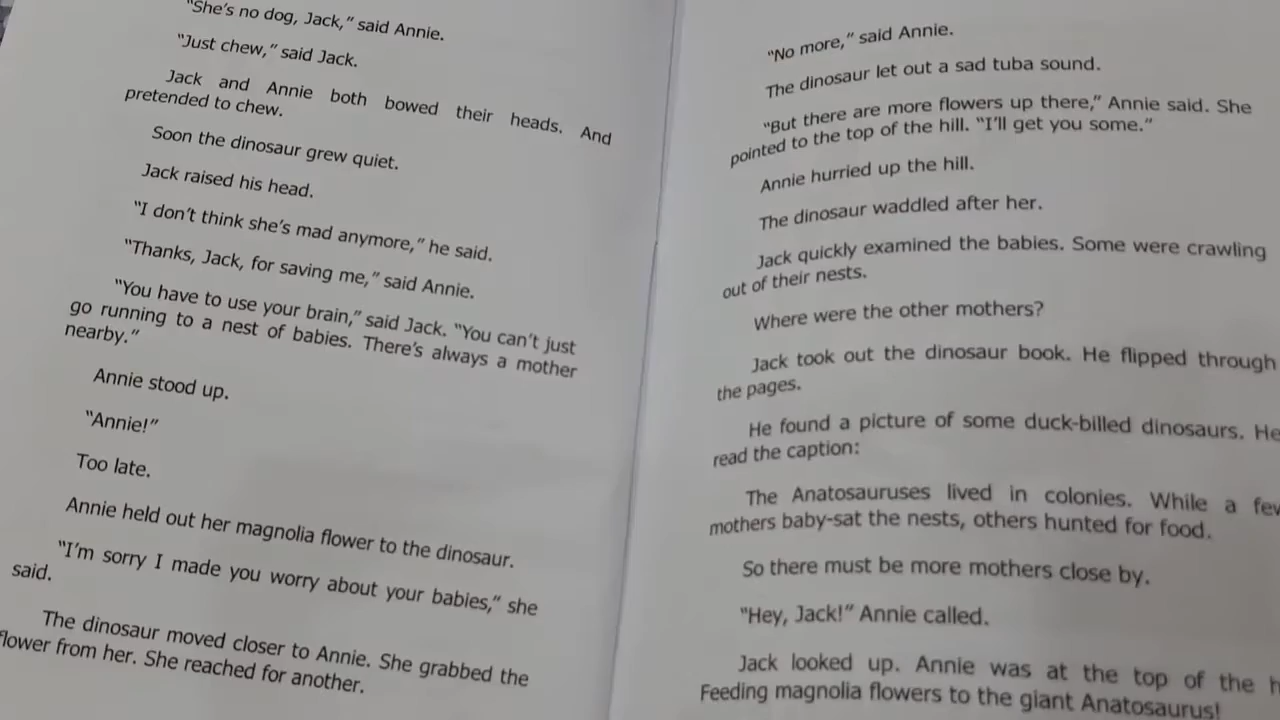 “She’s no dog, Jack,” said Annie.
“Just chew,” said Jack.
Jack and Annie both bowed their heads. And
pretended to chew.
Soon the dinosaur grew quiet.
Jack raised his head.
“I don’t think she’s mad anymore,” he said.
“Thanks, Jack, for saving me,” said Annie.
“You have to use your brain,” said Jack. “You can’t just
go running to a nest of babies. There’s always a mother
nearby.”
Annie stood up.
“Annie!”
Too late.
Annie held out her magnolia flower to the dinosaur.
“I’m sorry I made you worry about your babies,” she
said.
The dinosaur moved closer to Annie. She grabbed the
flower from her. She reached for another.
“No more,” said Annie.
The dinosaur let out a sad tuba sound.
“But there are more flowers up there,” Annie said. She
pointed to the top of the hill. “I’ll get you some.”
Annie hurried up the hill.
The dinosaur waddled after her.
Jack quickly examined the babies. Some were crawling
out of their nests.
Where were the other mothers?
Jack took out the dinosaur book. He flipped through
the pages.
He found a picture of some duck-billed dinosaurs. He
read the caption:
The Anatosauruses lived in colonies. While a few
mothers baby-sat the nests, others hunted for food.
So there must be more mothers close by.
“Hey, Jack!” Annie called.
Jack looked up. Annie was at the top of the
Feeding magnolia flowers to the giant Anatosaurus!